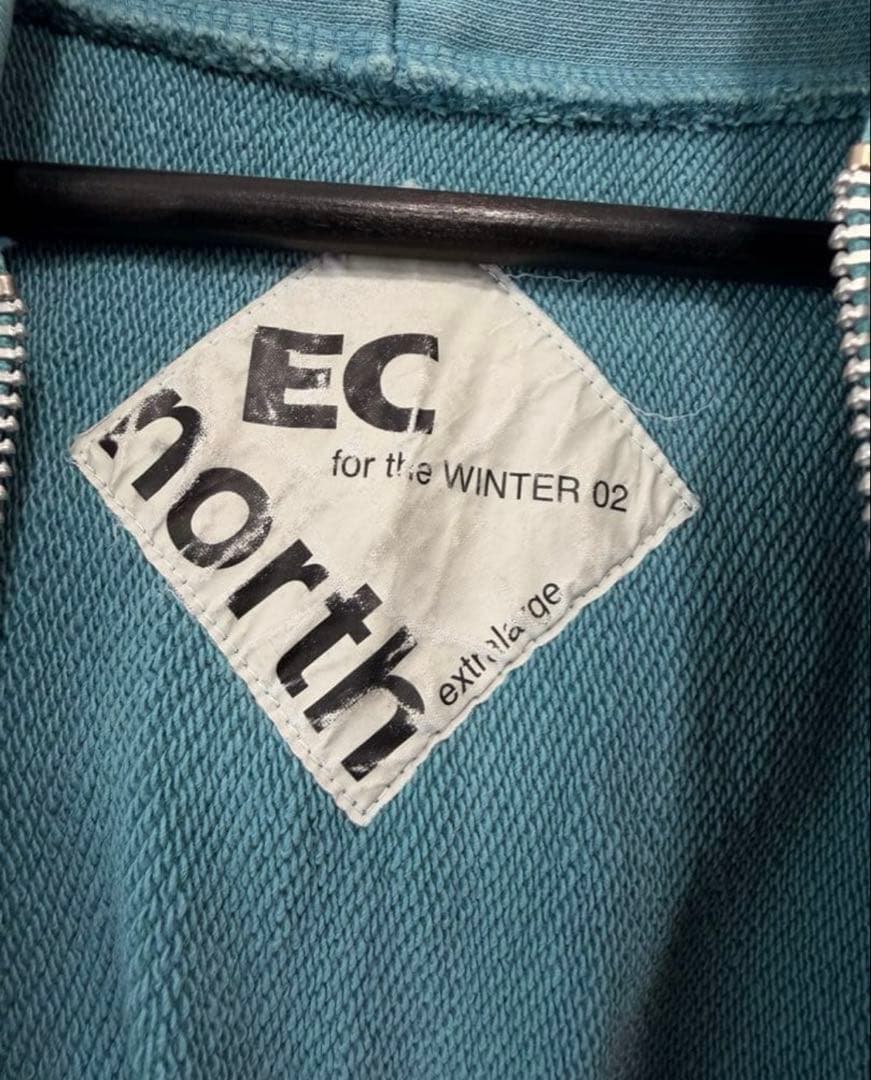 EC
for the WINTER 02
north
extralarge